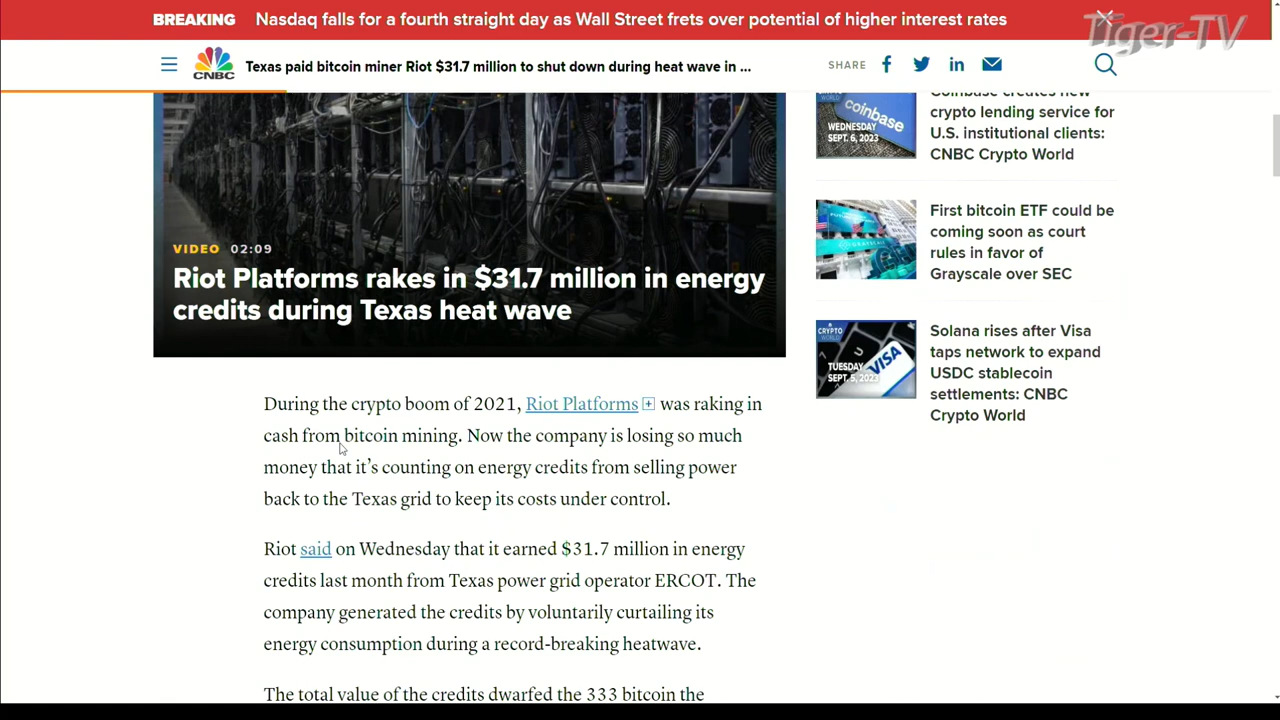 BREAKING Nasdaq falls for a fourth straight day as Wall Street frets over potential of higher interest rates
Tiger-TV
CNBC
Texas paid bitcoin miner Riot $31.7 million to shut down during heat wave in ...
SHARE
VIDEO 02:09
Riot Platforms rakes in $31.7 million in energy
credits during Texas heat wave
During the crypto boom of 2021, Riot Platforms was raking in
cash from bitcoin mining. Now the company is losing so much
money that it’s counting on energy credits from selling power
back to the Texas grid to keep its costs under control.
Riot said on Wednesday that it earned $31.7 million in energy
credits last month from Texas power grid operator ERCOT. The
company generated the credits by voluntarily curtailing its
energy consumption during a record-breaking heatwave.
The total value of the credits dwarfed the 333 bitcoin the
WORLD
coinbase
WEDNESDAY
SEPT. 6, 2023
Coinbase creates new
crypto lending service for
U.S. institutional clients:
CNBC Crypto World
GRAYSCALE
First bitcoin ETF could be
coming soon as court
rules in favor of
Grayscale over SEC
CRYPTO
WORLD
VISA
TUESDAY
SEPT. 5, 2023
Solana rises after Visa
taps network to expand
USDC stablecoin
settlements: CNBC
Crypto World